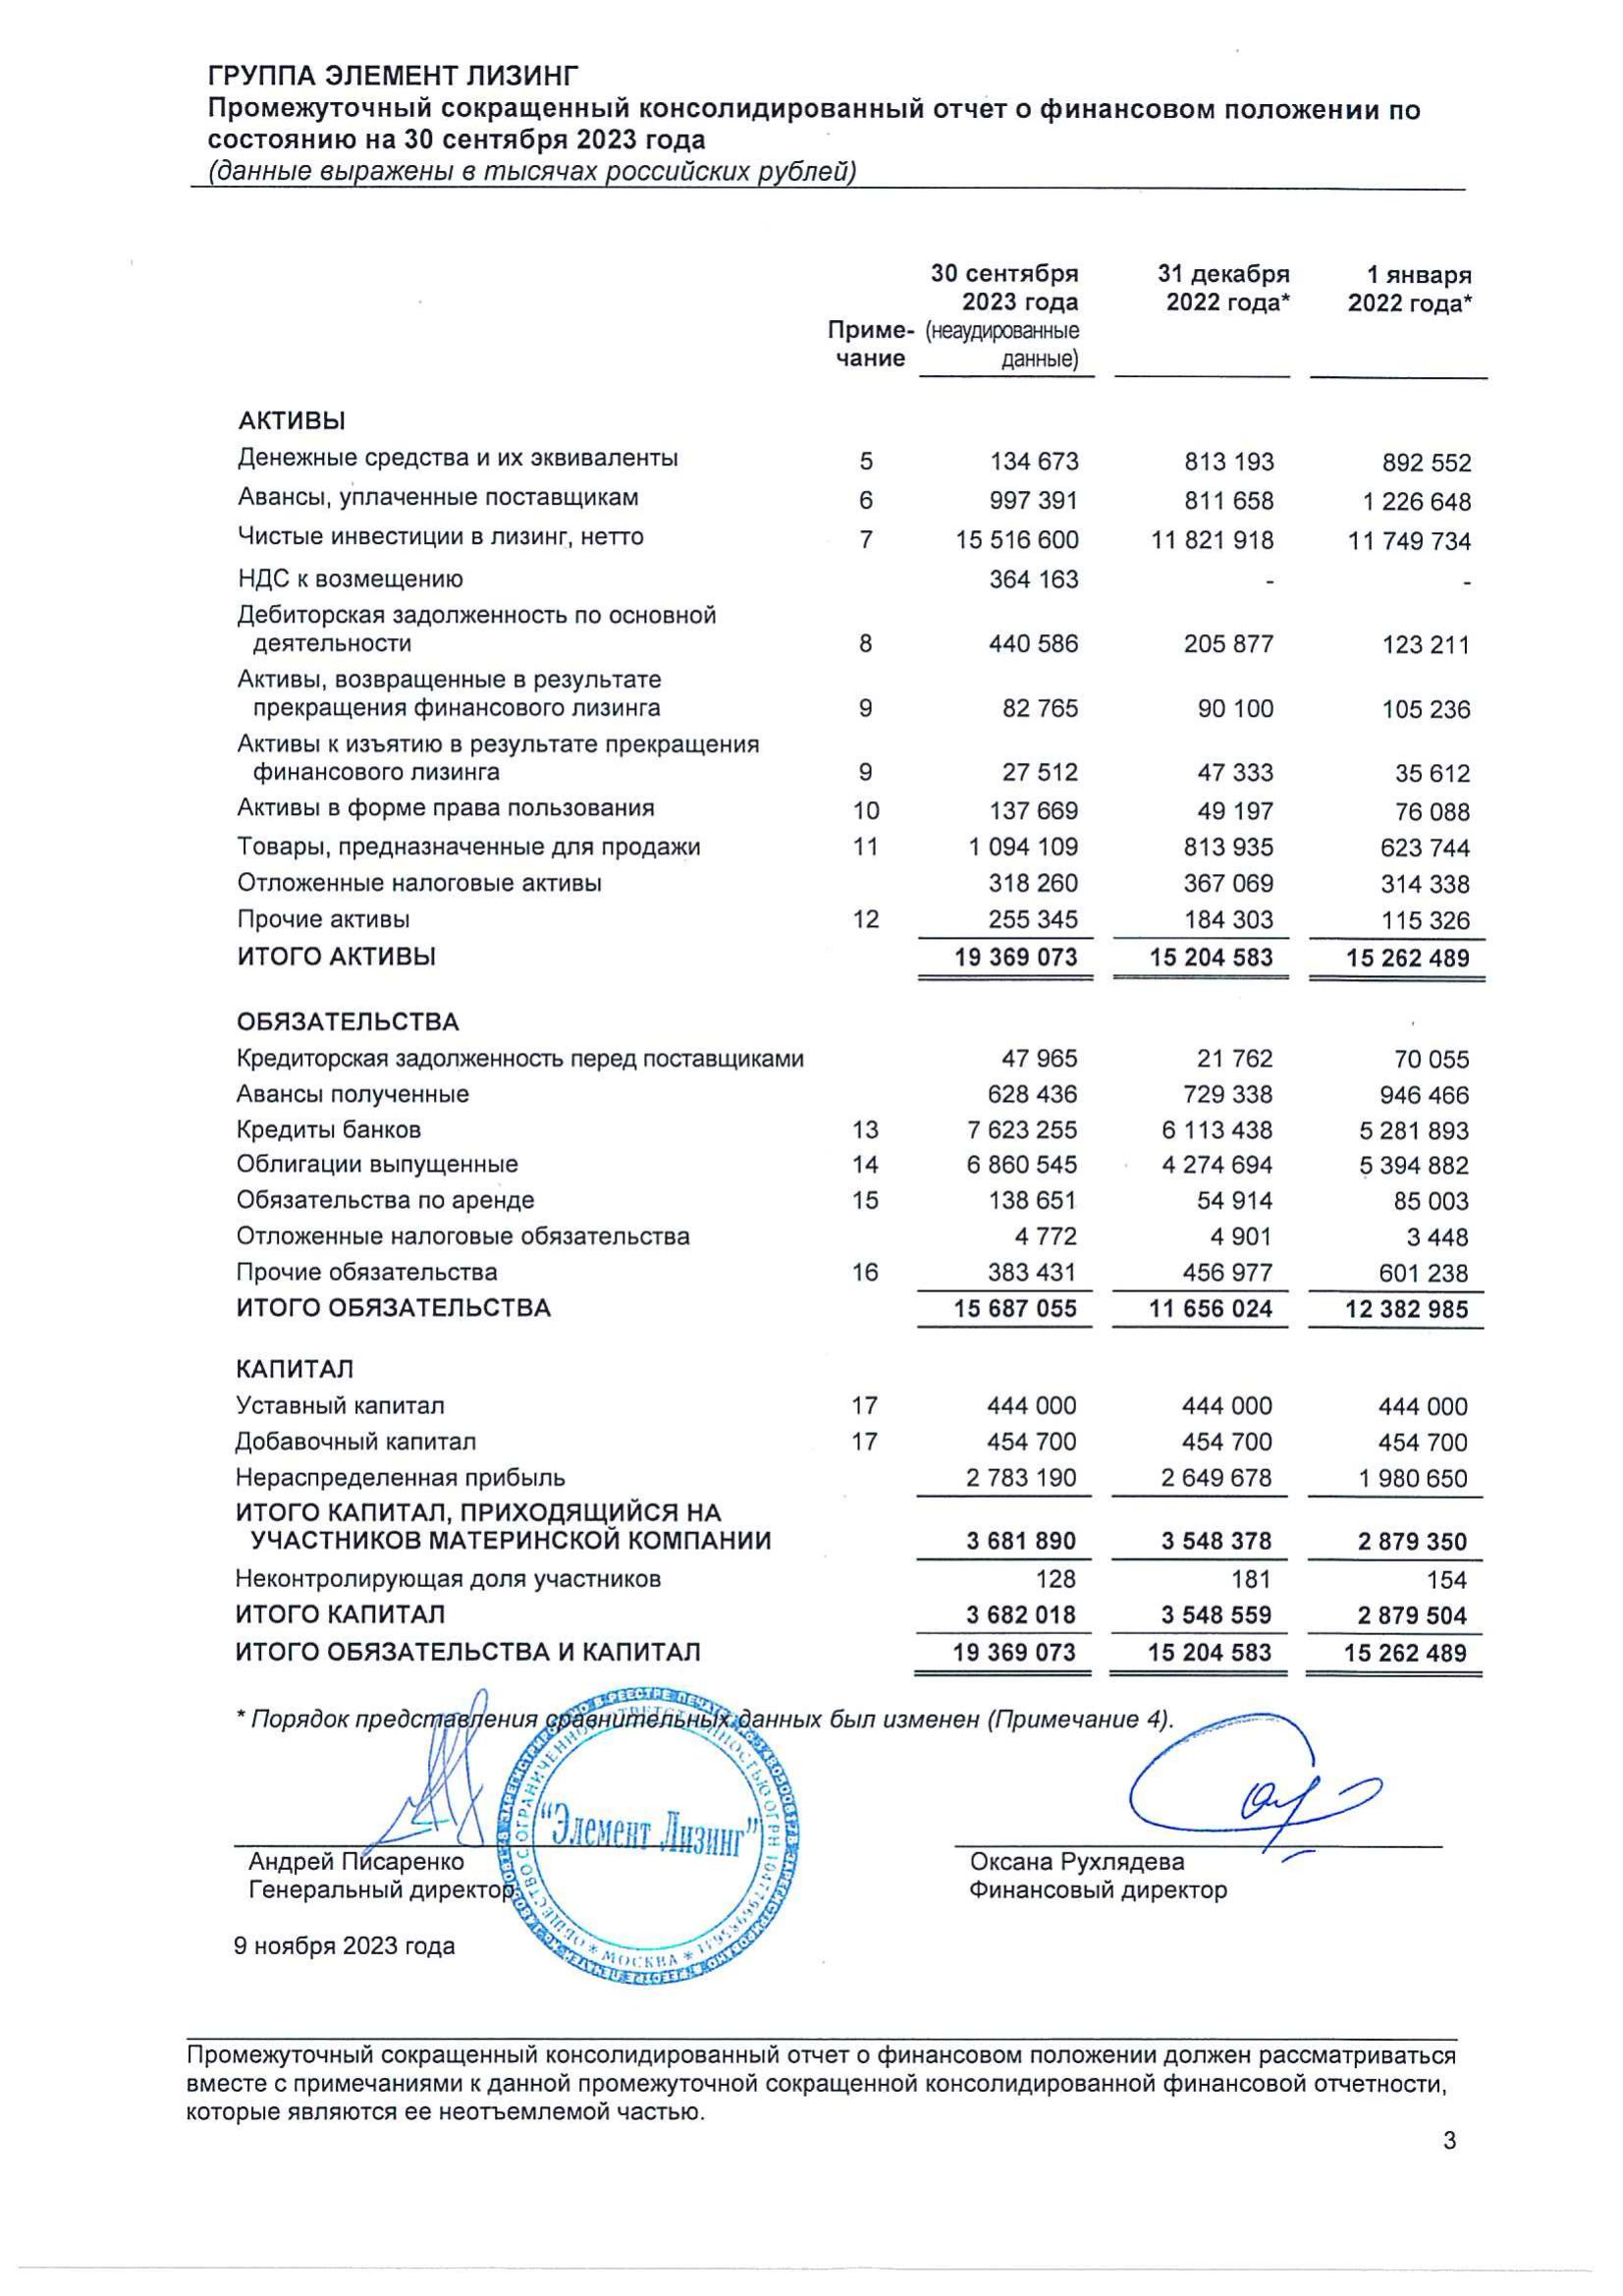 ГРУППА ЭЛЕМЕНТ ЛИЗИНГ
Промежуточный сокращенный консолидированный отчет о финансовом положении по
состоянию на 30 сентября 2023 года
(данные выражены в тысячах российских рублей)
30 сентября 31 декабря 1 января
2023 года 2022 года* 2022 года*
Приме- (неаудированные
чание данные)
АКТИВЫ
Денежные средства и их эквиваленты 5 134 673 813 193 892 552
Авансы, уплаченные поставщикам 6 997 391 811 658 1 226 648
Чистые инвестиции в лизинг, нетто 7 15 516 600 11 821 918 11 749 734
НДС к возмещению 364 163 - -
Дебиторская задолженность по основной
деятельности 8 440 586 205 877 123 211
Активы, возвращенные в результате
прекращения финансового лизинга 9 82 765 90 100 105 236
Активы к изъятию в результате прекращения
финансового лизинга 9 27 512 47 333 35 612
Активы в форме права пользования 10 137 669 49 197 76 088
Товары, предназначенные для продажи 11 1 094 109 813 935 623 744
Отложенные налоговые активы 318 260 367 069 314 338
Прочие активы 12 255 345 184 303 115 326
ИТОГО АКТИВЫ 19 369 073 15 204 583 15 262 489
ОБЯЗАТЕЛЬСТВА
Кредиторская задолженность перед поставщиками 47 965 21 762 70 055
Авансы полученные 628 436 729 338 946 466
Кредиты банков 13 7 623 255 6 113 438 5 281 893
Облигации выпущенные 14 6 860 545 4 274 694 5 394 882
Обязательства по аренде 15 138 651 54 914 85 003
Отложенные налоговые обязательства 4 772 4 901 3 448
Прочие обязательства 16 383 431 456 977 601 238
ИТОГО ОБЯЗАТЕЛЬСТВА 15 687 055 11 656 024 12 382 985
КАПИТАЛ
Уставный капитал 17 444 000 444 000 444 000
Добавочный капитал 17 454 700 454 700 454 700
Нераспределенная прибыль 2 783 190 2 649 678 1 980 650
ИТОГО КАПИТАЛ, ПРИХОДЯЩИЙСЯ НА
УЧАСТНИКОВ МАТЕРИНСКОЙ КОМПАНИИ 3 681 890 3 548 378 2 879 350
Неконтролирующая доля участников 128 181 154
ИТОГО КАПИТАЛ 3 682 018 3 548 559 2 879 504
ИТОГО ОБЯЗАТЕЛЬСТВА И КАПИТАЛ 19 369 073 15 204 583 15 262 489
* Порядок представления сравнительных данных был изменен (Примечание 4).
ОБЩЕСТВО С ОГРАНИЧЕННОЙ ОТВЕТСТВЕННОСТЬЮ ОГРН
* МОСКВА *
"Элемент Лизинг"
Андрей Писаренко Оксана Рухлядева
Генеральный директор Финансовый директор
9 ноября 2023 года
Промежуточный сокращенный консолидированный отчет о финансовом положении должен рассматриваться
вместе с примечаниями к данной промежуточной сокращенной консолидированной финансовой отчетности,
которые являются ее неотъемлемой частью.
3